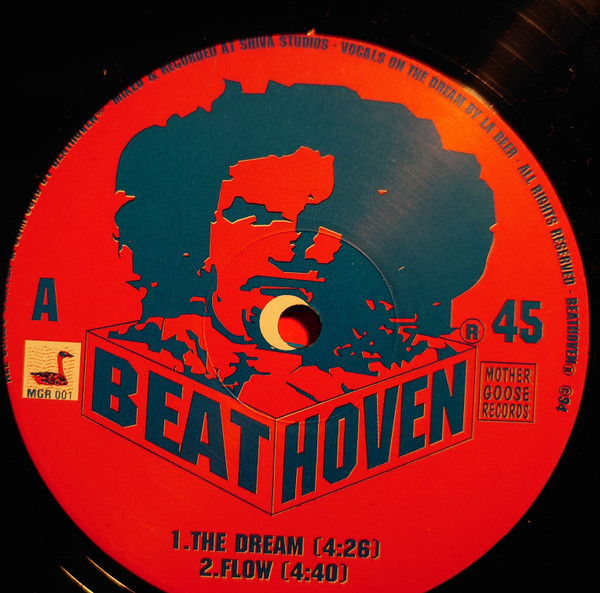 MIXED & RECORDED AT SHIVA STUDIOS - VOCALS ON THE DREAM BY LA BEER - ALL RIGHTS RESERVED - BEATHOVEN® ©94
A
45
®
MGR 001
MOTHER
GOOSE
RECORDS
BEATHOVEN
1.THE DREAM (4:26)
2.FLOW (4:40)